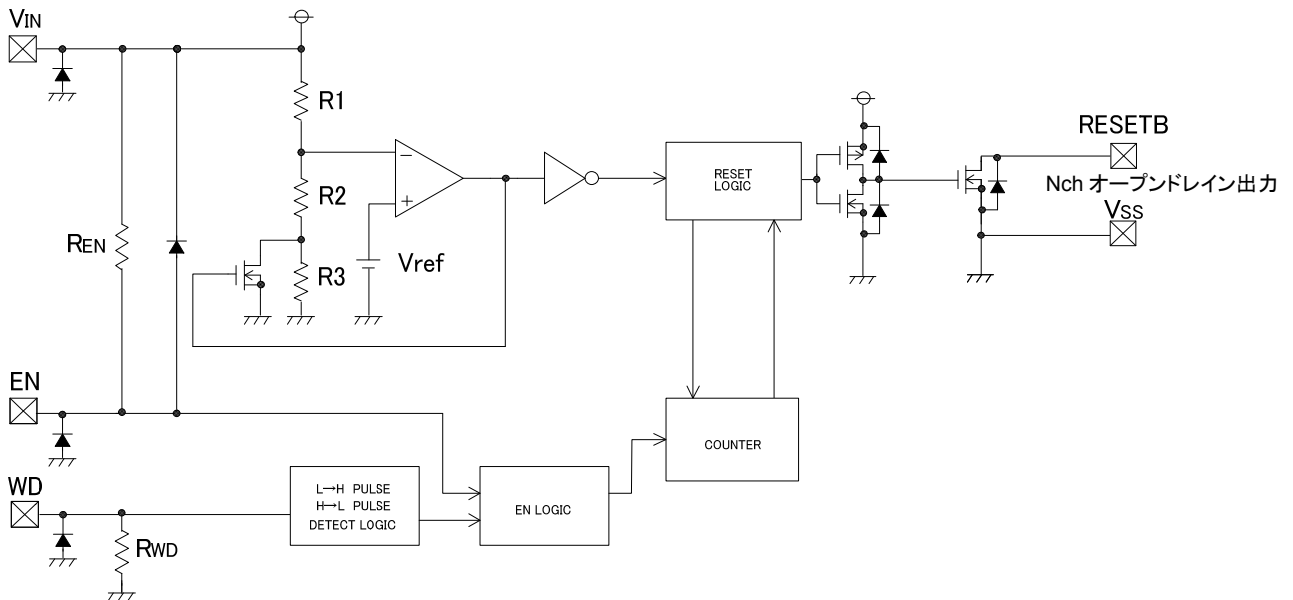 VIN
R1
R2
R3
REN
−
+
Vref
RESET
LOGIC
RESETB
Nch オープンドレイン出力
VSS
EN
COUNTER
WD
L→H PULSE
H→L PULSE
DETECT LOGIC
EN LOGIC
RWD